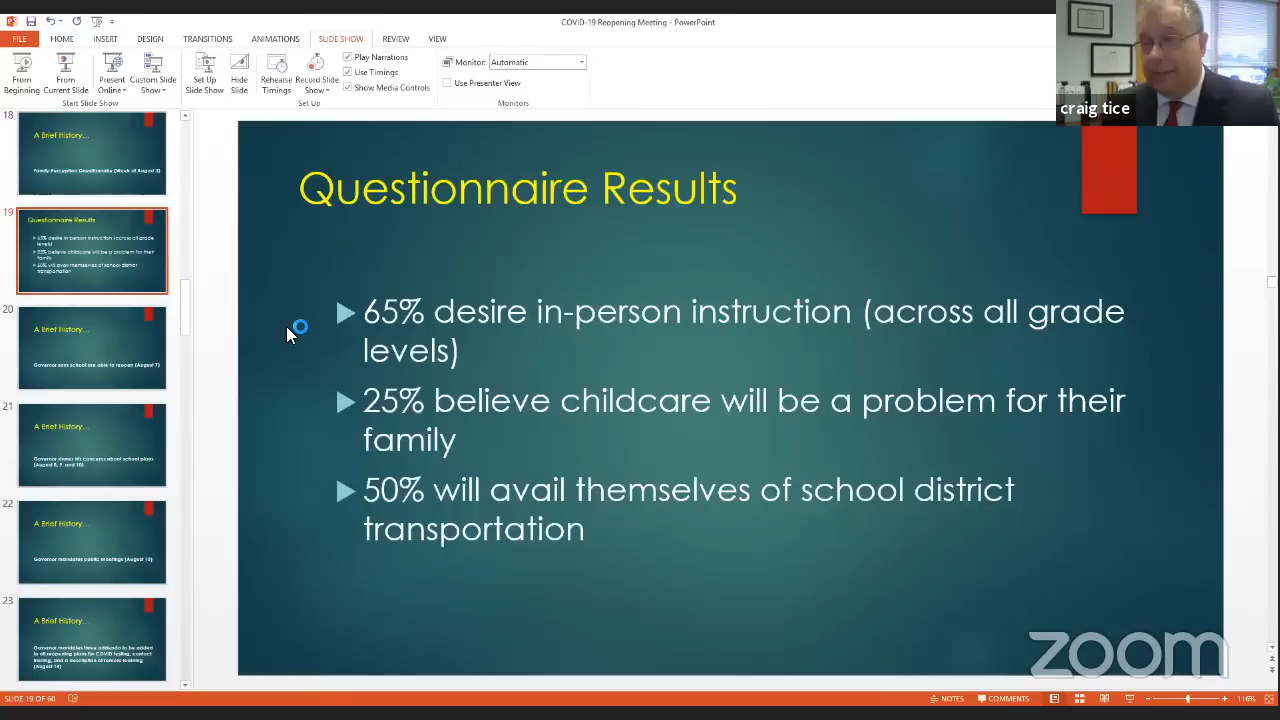 COVID-19 Reopening Meeting - PowerPoint
FILE HOME INSERT DESIGN TRANSITIONS ANIMATIONS SLIDE SHOW REVIEW VIEW
From Beginning
From Current Slide
Present Online
Custom Slide Show
Start Slide Show
Set Up Slide Show
Hide Slide
Rehearse Timings
Record Slide Show
Play Narrations
Use Timings
Show Media Controls
Set Up
Monitor: Automatic
Use Presenter View
Monitors
craig tice
18
A Brief History...
Family Perception Questionnaire (Week of August 3)
19
Questionnaire Results
65% desire in-person instruction (across all grade
levels)
25% believe childcare will be a problem for their
family
50% will avail themselves of school district
transportation
20
A Brief History...
Governor says school are able to reopen (August 7)
21
A Brief History...
Governor shares his concerns about school plans
(August 8, 9, and 10)
22
A Brief History...
Governor mandates public meetings (August 10)
23
A Brief History...
Governor mandates three addenda to be added
to all reopening plans for COVID testing, contact
tracing, and a description of remote learning
(August 14)
Questionnaire Results
65% desire in-person instruction (across all grade
levels)
25% believe childcare will be a problem for their
family
50% will avail themselves of school district
transportation
zoom
SLIDE 19 OF 60
NOTES COMMENTS 116%